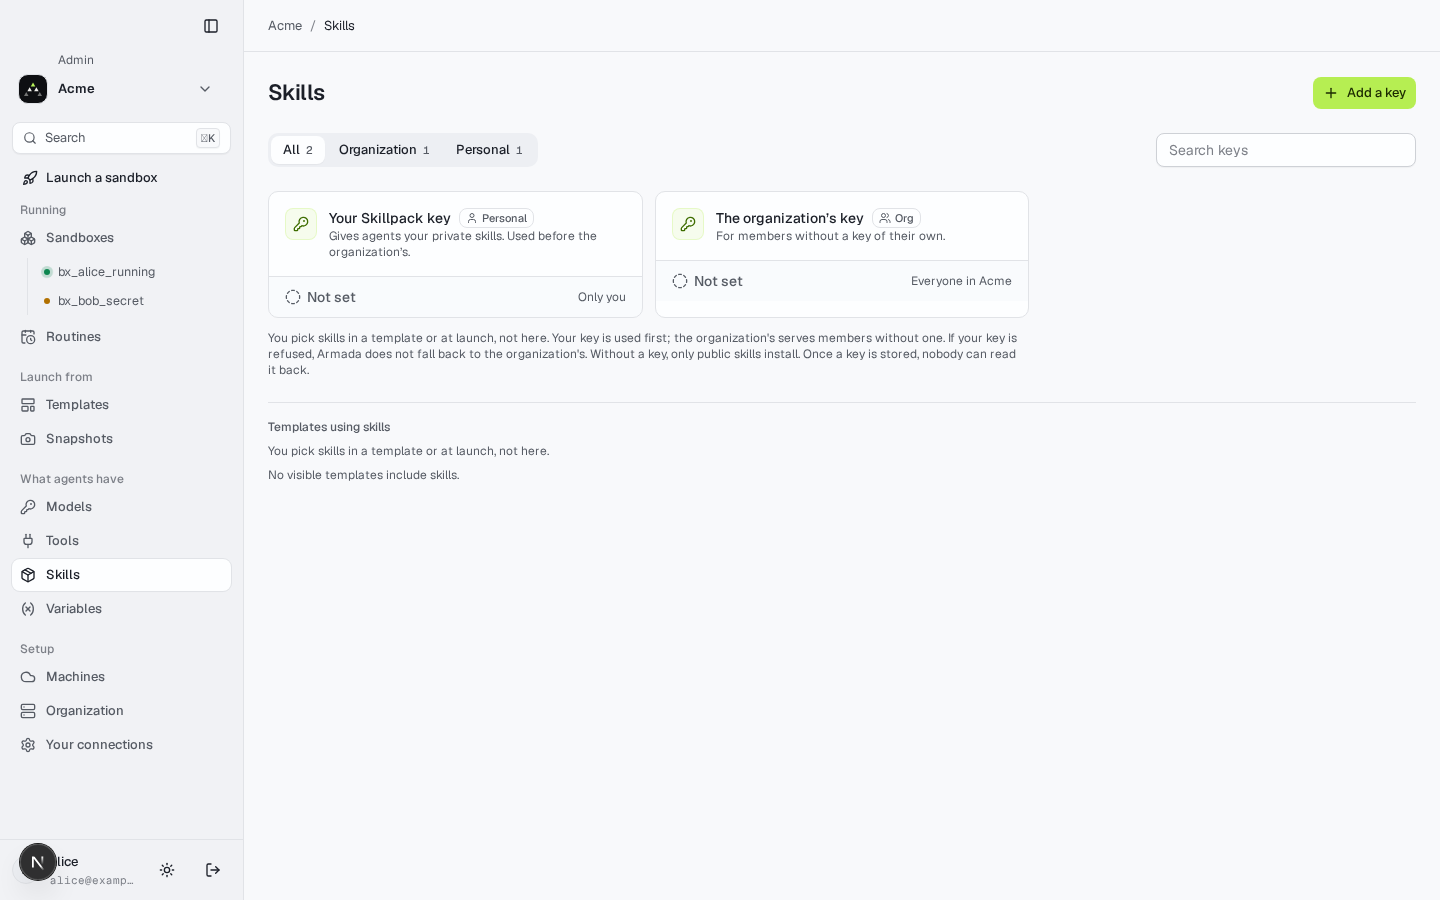 Admin
Acme
Search
K
Launch a sandbox
Running
Sandboxes
bx_alice_running
bx_bob_secret
Routines
Launch from
Templates
Snapshots
What agents have
Models
Tools
Skills
Variables
Setup
Machines
Organization
Your connections
N
lice
alice@examp…
Acme / Skills
Skills
Add a key
All 2
Organization 1
Personal 1
Search keys
Your Skillpack key
Personal
Gives agents your private skills. Used before the
organization's.
Not set
Only you
The organization's key
Org
For members without a key of their own.
Not set
Everyone in Acme
You pick skills in a template or at launch, not here. Your key is used first; the organization's serves members without one. If your key is
refused, Armada does not fall back to the organization's. Without a key, only public skills install. Once a key is stored, nobody can read
it back.
Templates using skills
You pick skills in a template or at launch, not here.
No visible templates include skills.